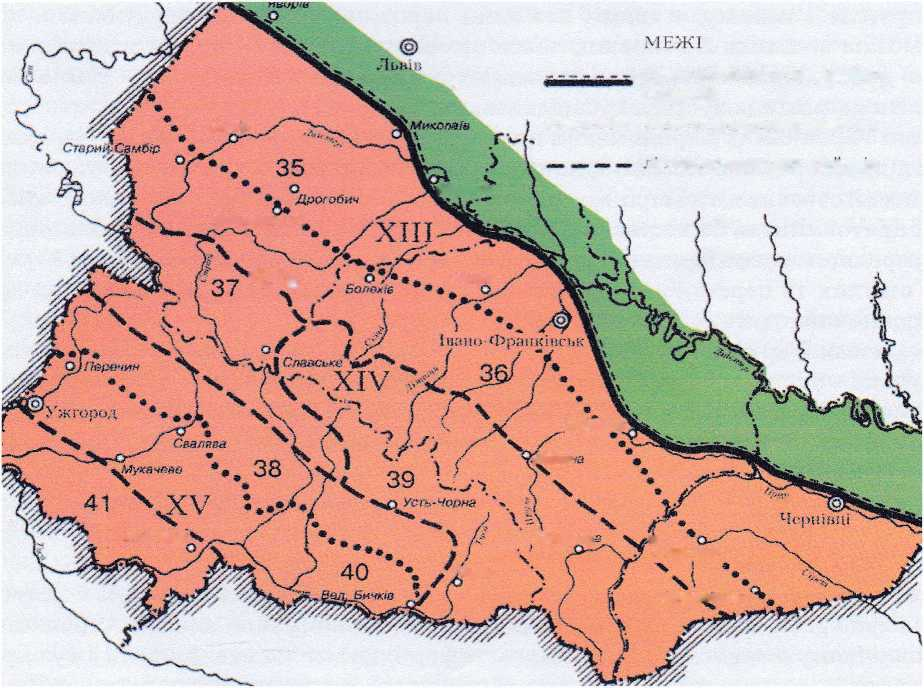 Яворів
МЕЖІ
Львів
Миколаїв
Старий Самбір
35
Дрогобич
XIII
37
Болехів
Івано-Франківськ
Славське
XIV
36
Перечин
Ужгород
Свалява
Мукачево
38
39
Усть-Чорна
41
XV
Чернівці
40
Вел. Бичків